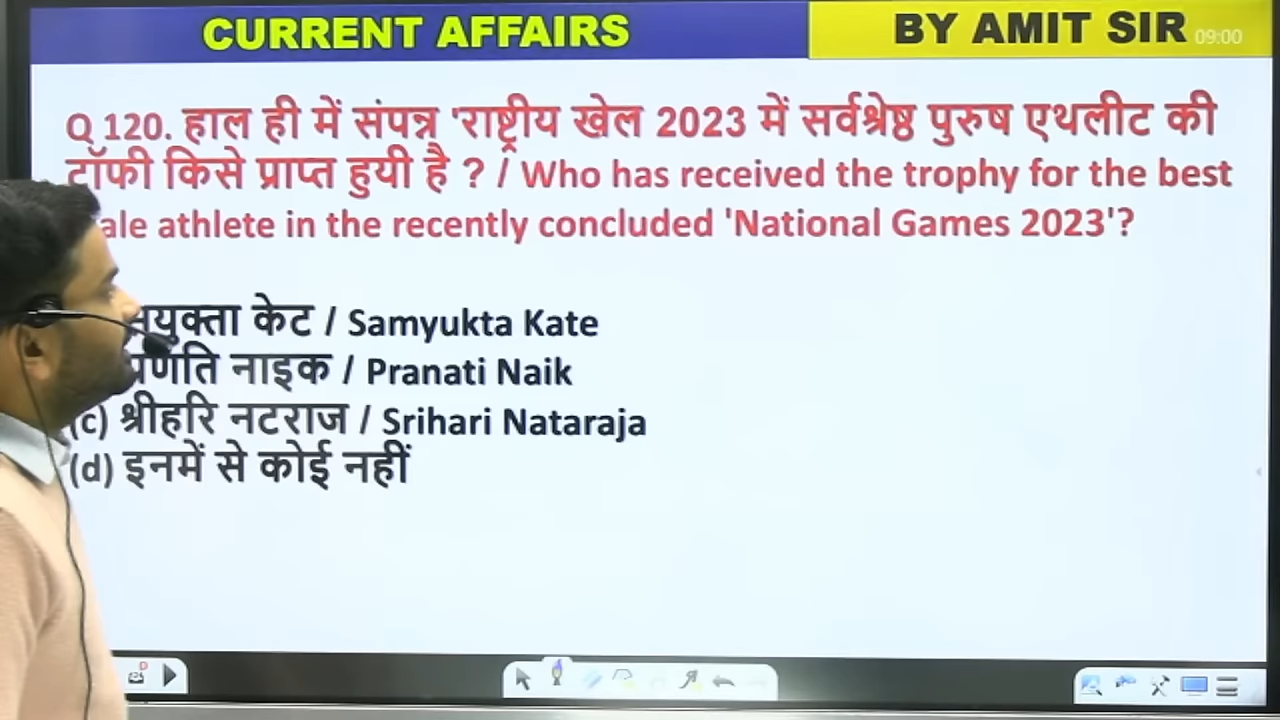 CURRENT AFFAIRS
BY AMIT SIR
09:00
Q 120. हाल ही में संपन्न 'राष्ट्रीय खेल 2023 में सर्वश्रेष्ठ पुरुष एथलीट की
टॉफी किसे प्राप्त हुयी है ? / Who has received the trophy for the best
athlete in the recently concluded 'National Games 2023'?
केट / Samyukta Kate
नाइक / Pranati Naik
(c) श्रीहरि नटराज / Srihari Nataraja
(d) इनमें से कोई नहीं